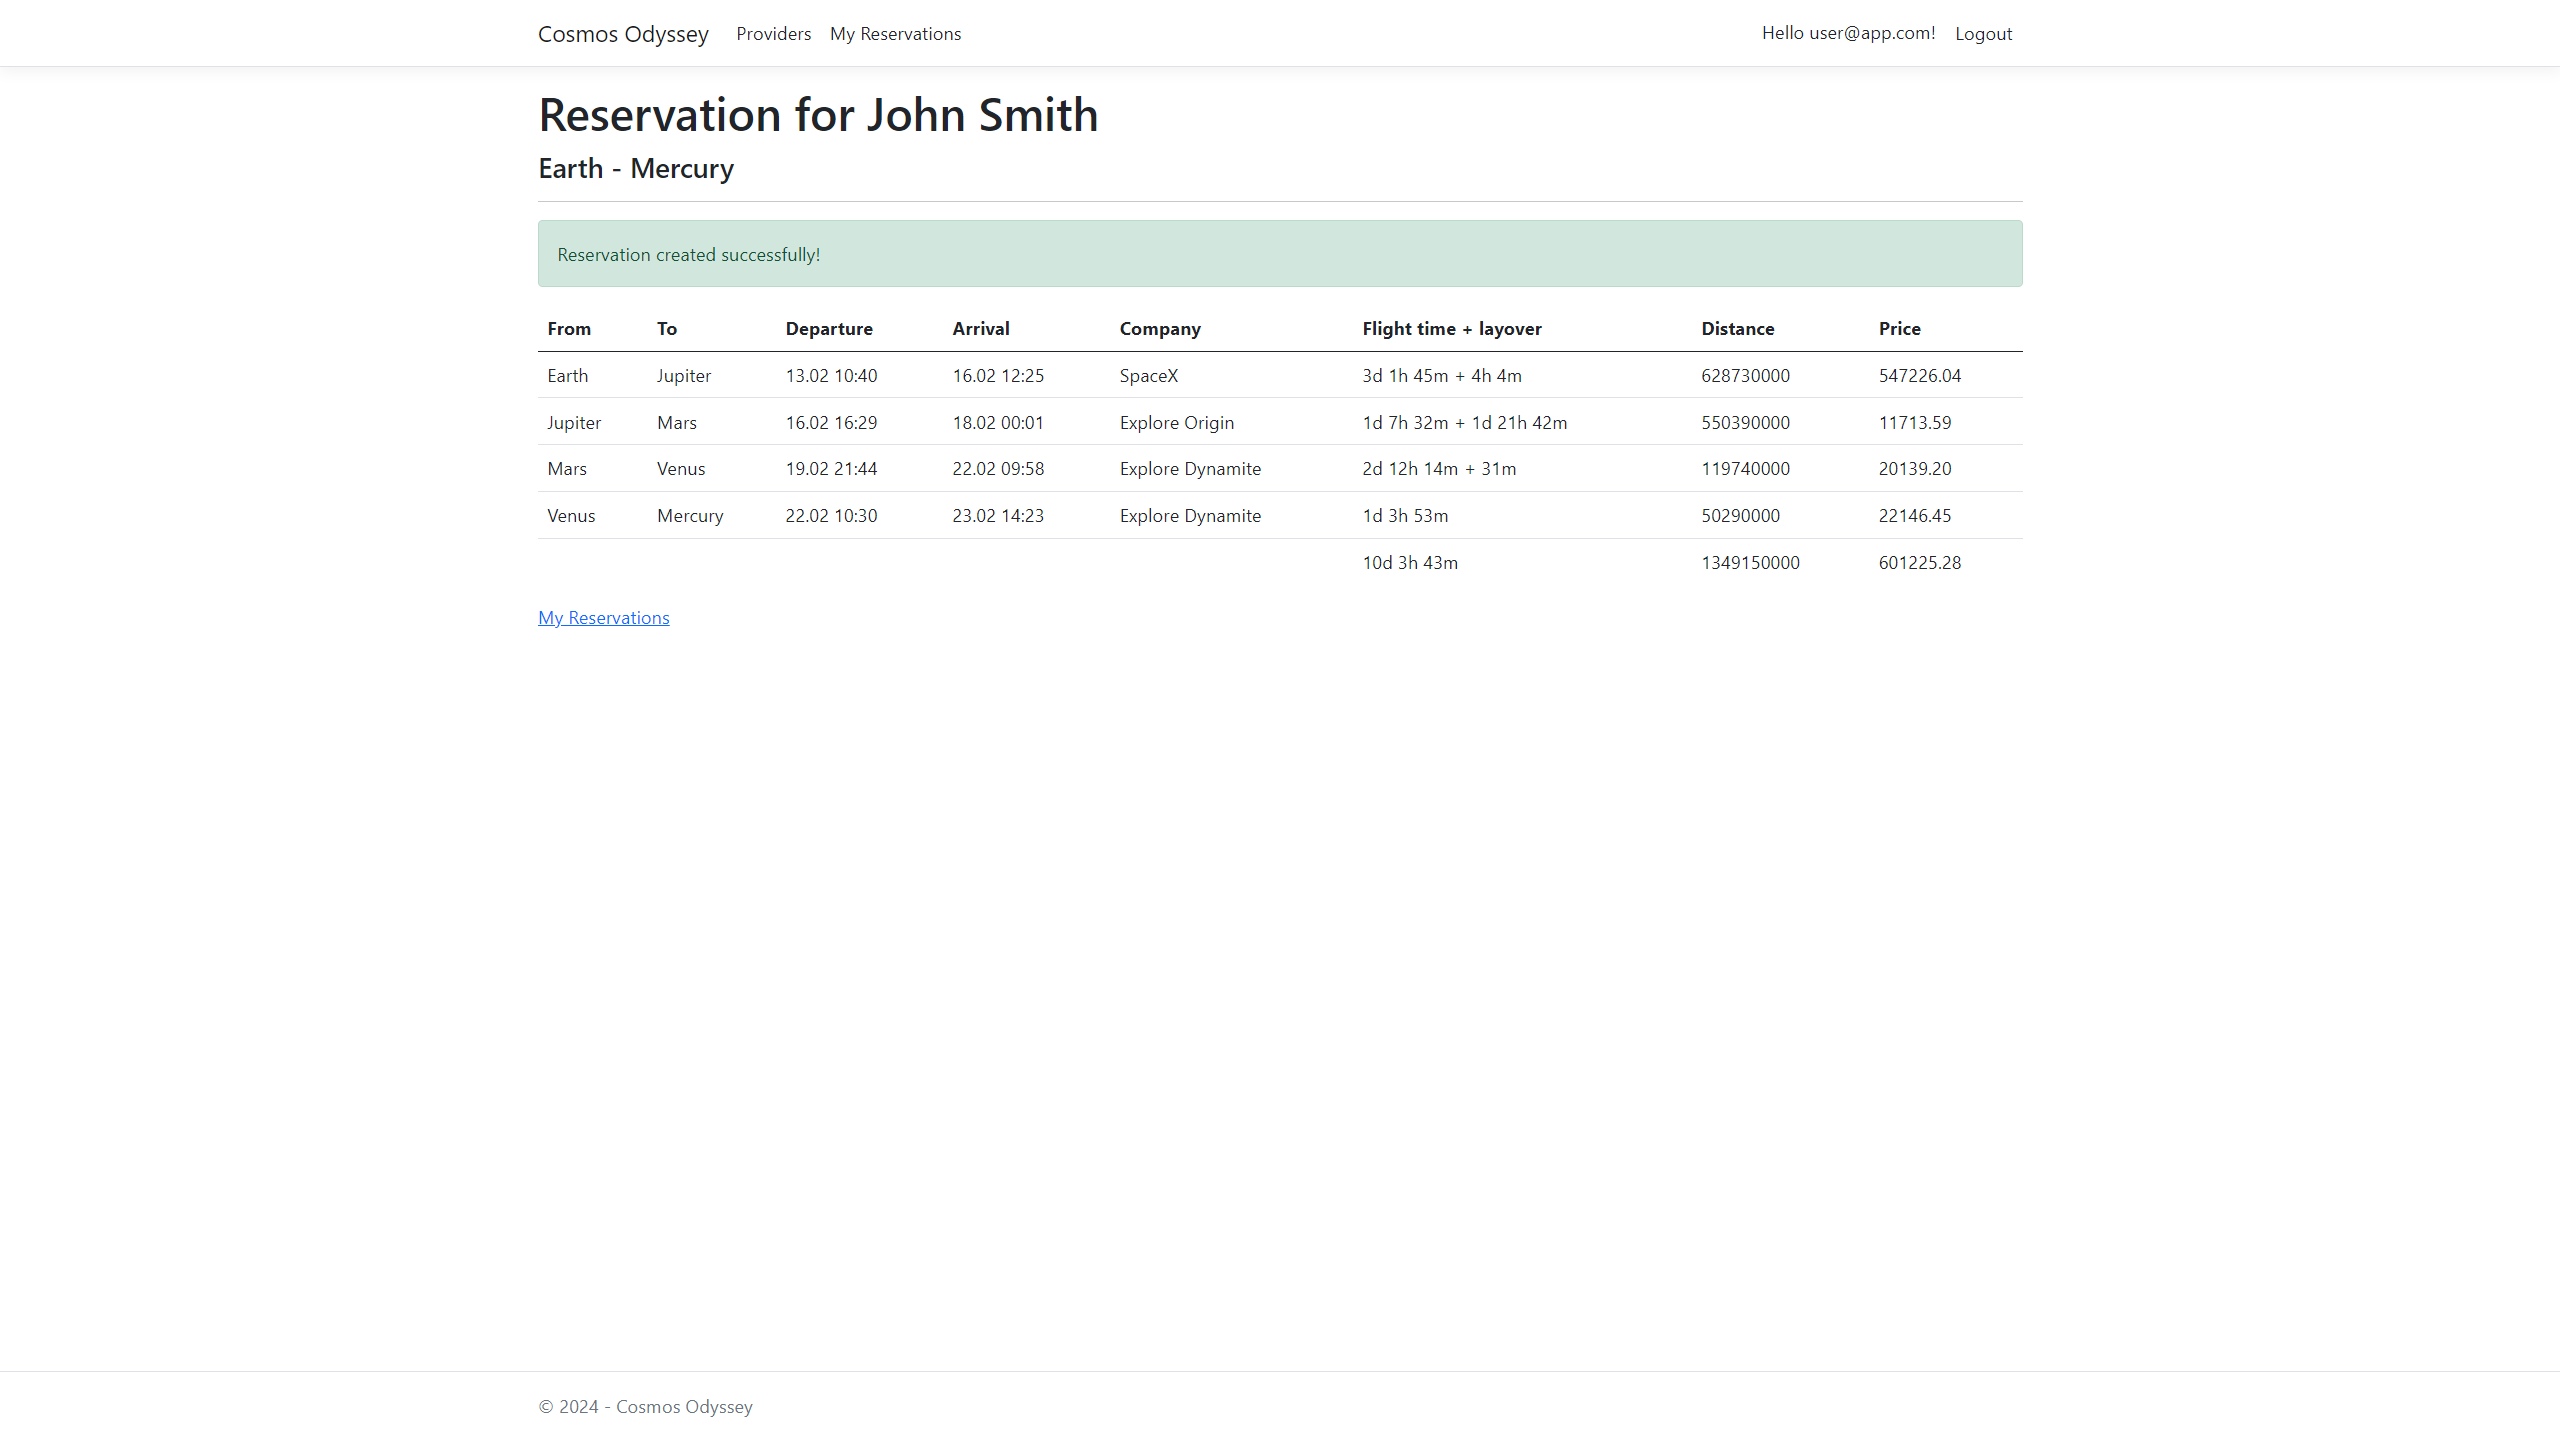 Cosmos Odyssey Providers My Reservations Hello user@app.com! Logout
Reservation for John Smith
Earth - Mercury
Reservation created successfully!
From To Departure Arrival Company Flight time + layover Distance Price
Earth Jupiter 13.02 10:40 16.02 12:25 SpaceX 3d 1h 45m + 4h 4m 628730000 547226.04
Jupiter Mars 16.02 16:29 18.02 00:01 Explore Origin 1d 7h 32m + 1d 21h 42m 550390000 11713.59
Mars Venus 19.02 21:44 22.02 09:58 Explore Dynamite 2d 12h 14m + 31m 119740000 20139.20
Venus Mercury 22.02 10:30 23.02 14:23 Explore Dynamite 1d 3h 53m 50290000 22146.45
10d 3h 43m 1349150000 601225.28
My Reservations
© 2024 - Cosmos Odyssey